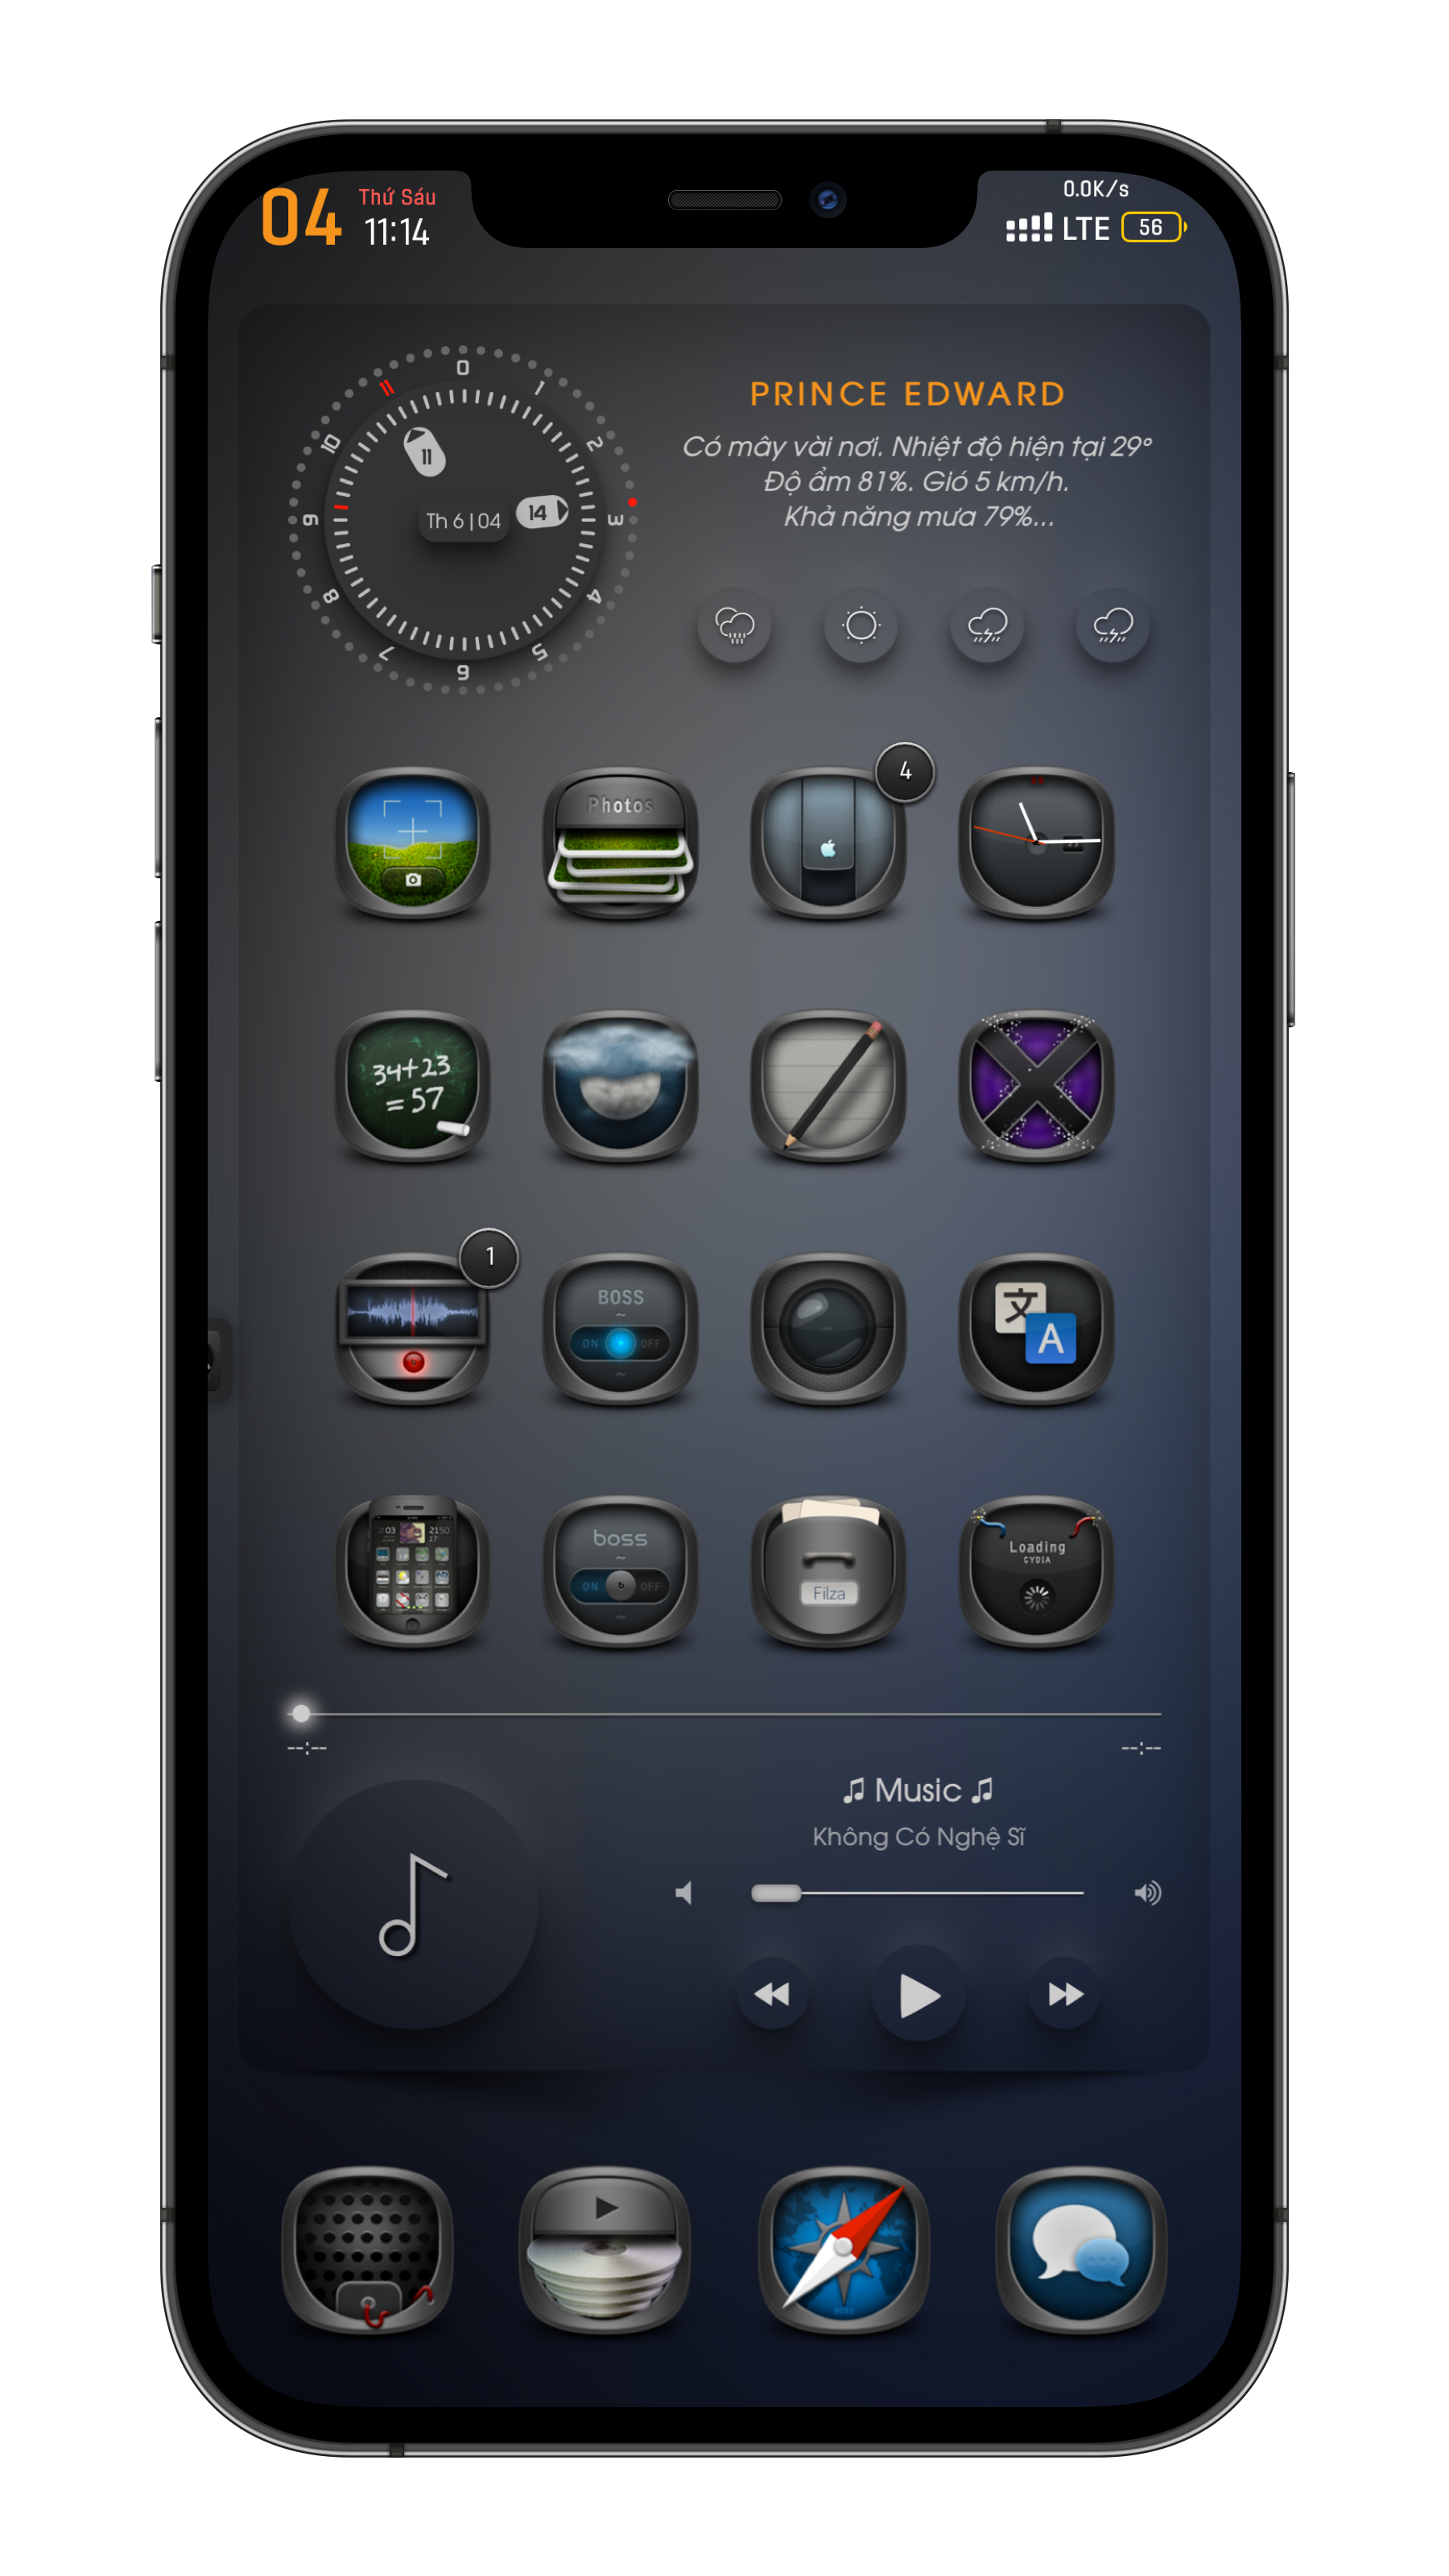 04
Thứ Sáu
11:14
0.0K/s
LTE 56
0
1
2
3
4
5
6
7
8
9
10
11
11
14
Th 6|04
PRINCE EDWARD
Có mây vài nơi. Nhiệt độ hiện tại 29°
Độ ẩm 81%. Gió 5 km/h.
Khả năng mưa 79%...
Photos
4
34+23
=57
1
BOSS
~
ON OFF
~
文
A
03 2150
17
boss
~
ON b OFF
~
Filza
Loading
CYDIA
--:-- --:--
♫ Music ♫
Không Có Nghệ Sĩ